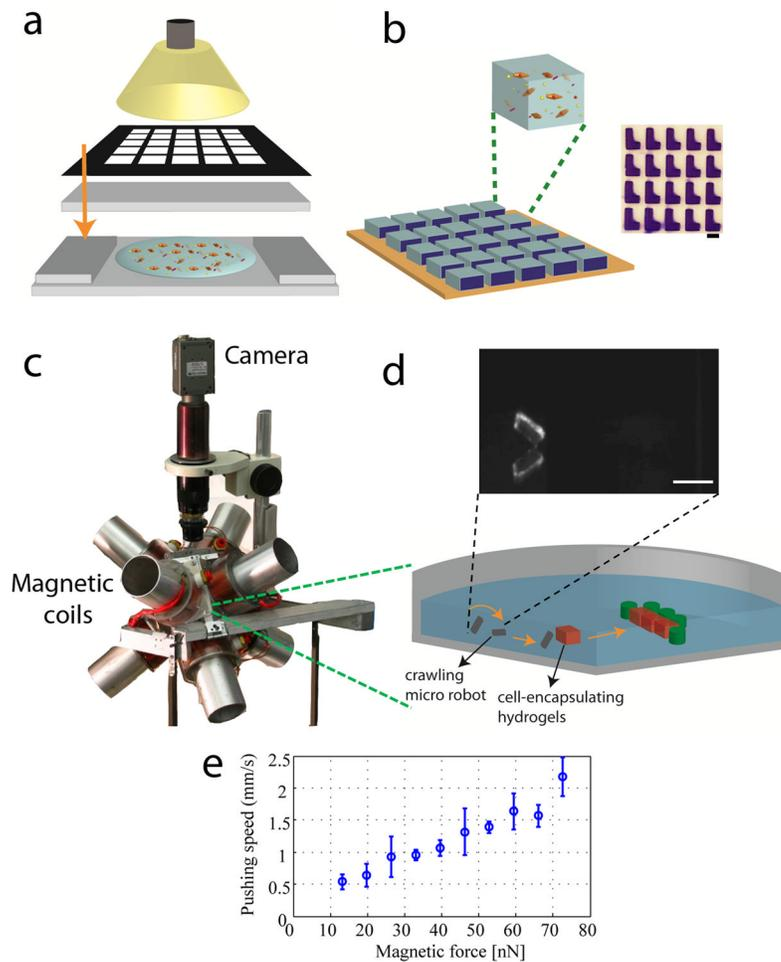 a
b
c
Camera
Magnetic
coils
d
crawling
micro robot
cell-encapsulating
hydrogels
e
Pushing speed (mm/s)
2.5
2
1.5
1
0.5
0
0
10
20
30
40
50
60
70
80
Magnetic force [nN]